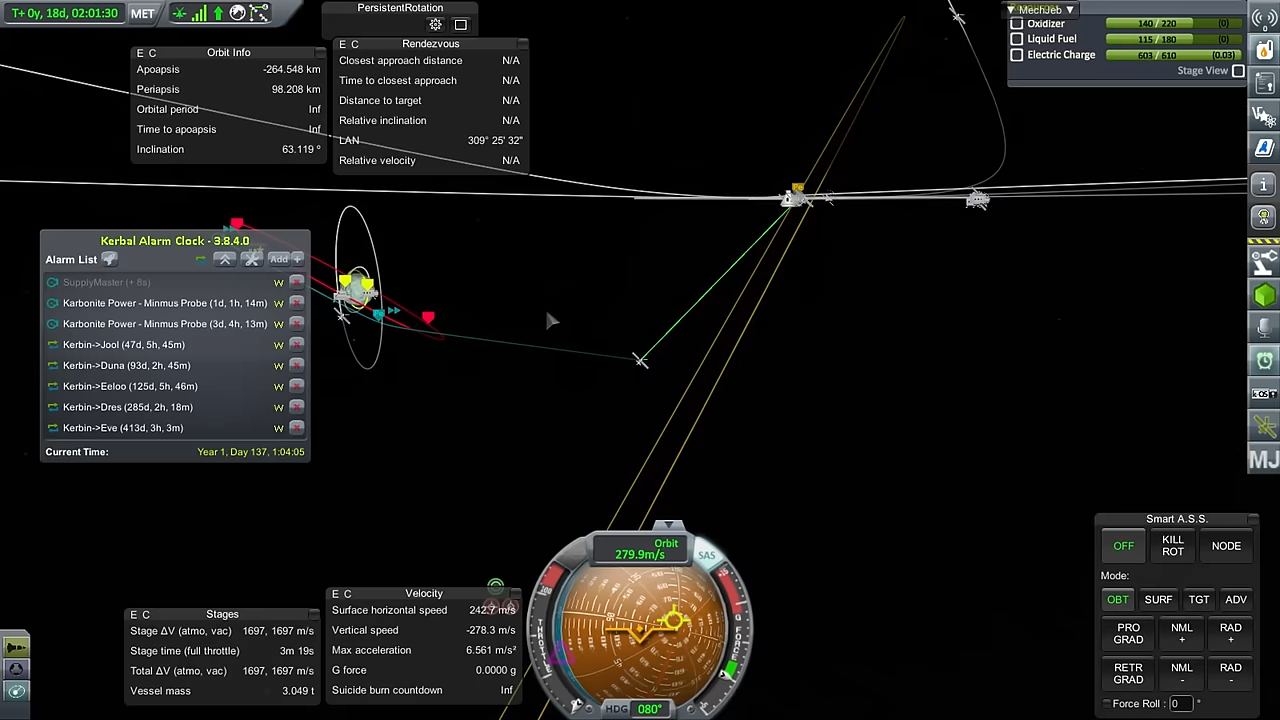 T+ 0y, 18d, 02:01:30 MET
PersistentRotation
Mechjeb
Oxidizer 140 / 220 (0)
Liquid Fuel 115 / 180 (0)
Electric Charge 603 / 610 (0.03)
Stage View
E C Orbit Info
Apoapsis -264.548 km
Periapsis 98.208 km
Orbital period Inf
Time to apoapsis Inf
Inclination 63.119 º
E C Rendezvous
Closest approach distance N/A
Time to closest approach N/A
Distance to target N/A
Relative inclination N/A
LAN 309° 25' 32"
Relative velocity N/A
Kerbal Alarm Clock - 3.8.4.0
Alarm List Add +
SupplyMaster (+ 8s) W
Karbonite Power - Minmus Probe (1d, 1h, 14m) W
Karbonite Power - Minmus Probe (3d, 4h, 13m) W
Kerbin->Jool (47d, 5h, 45m) W
Kerbin->Duna (93d, 2h, 45m) W
Kerbin->Eeloo (125d, 5h, 46m) W
Kerbin->Dres (285d, 2h, 18m) W
Kerbin->Eve (413d, 3h, 3m) W
Current Time: Year 1, Day 137, 1:04:05
Pe
kOS
MJ
Orbit
279.9m/s
SAS
THROTTLE
G FORCE
HDG 080°
E C Stages
Stage ΔV (atmo, vac) 1697, 1697 m/s
Stage time (full throttle) 3m 19s
Total ΔV (atmo, vac) 1697, 1697 m/s
Vessel mass 3.049 t
E C Velocity
Surface horizontal speed 242.7 m/s
Vertical speed -278.3 m/s
Max acceleration 6.561 m/s²
G force 0.0000 g
Suicide burn countdown Inf
Smart A.S.S.
OFF KILL ROT NODE
Mode:
OBT SURF TGT ADV
PRO GRAD NML + RAD +
RETR GRAD NML - RAD -
Force Roll : 0 °